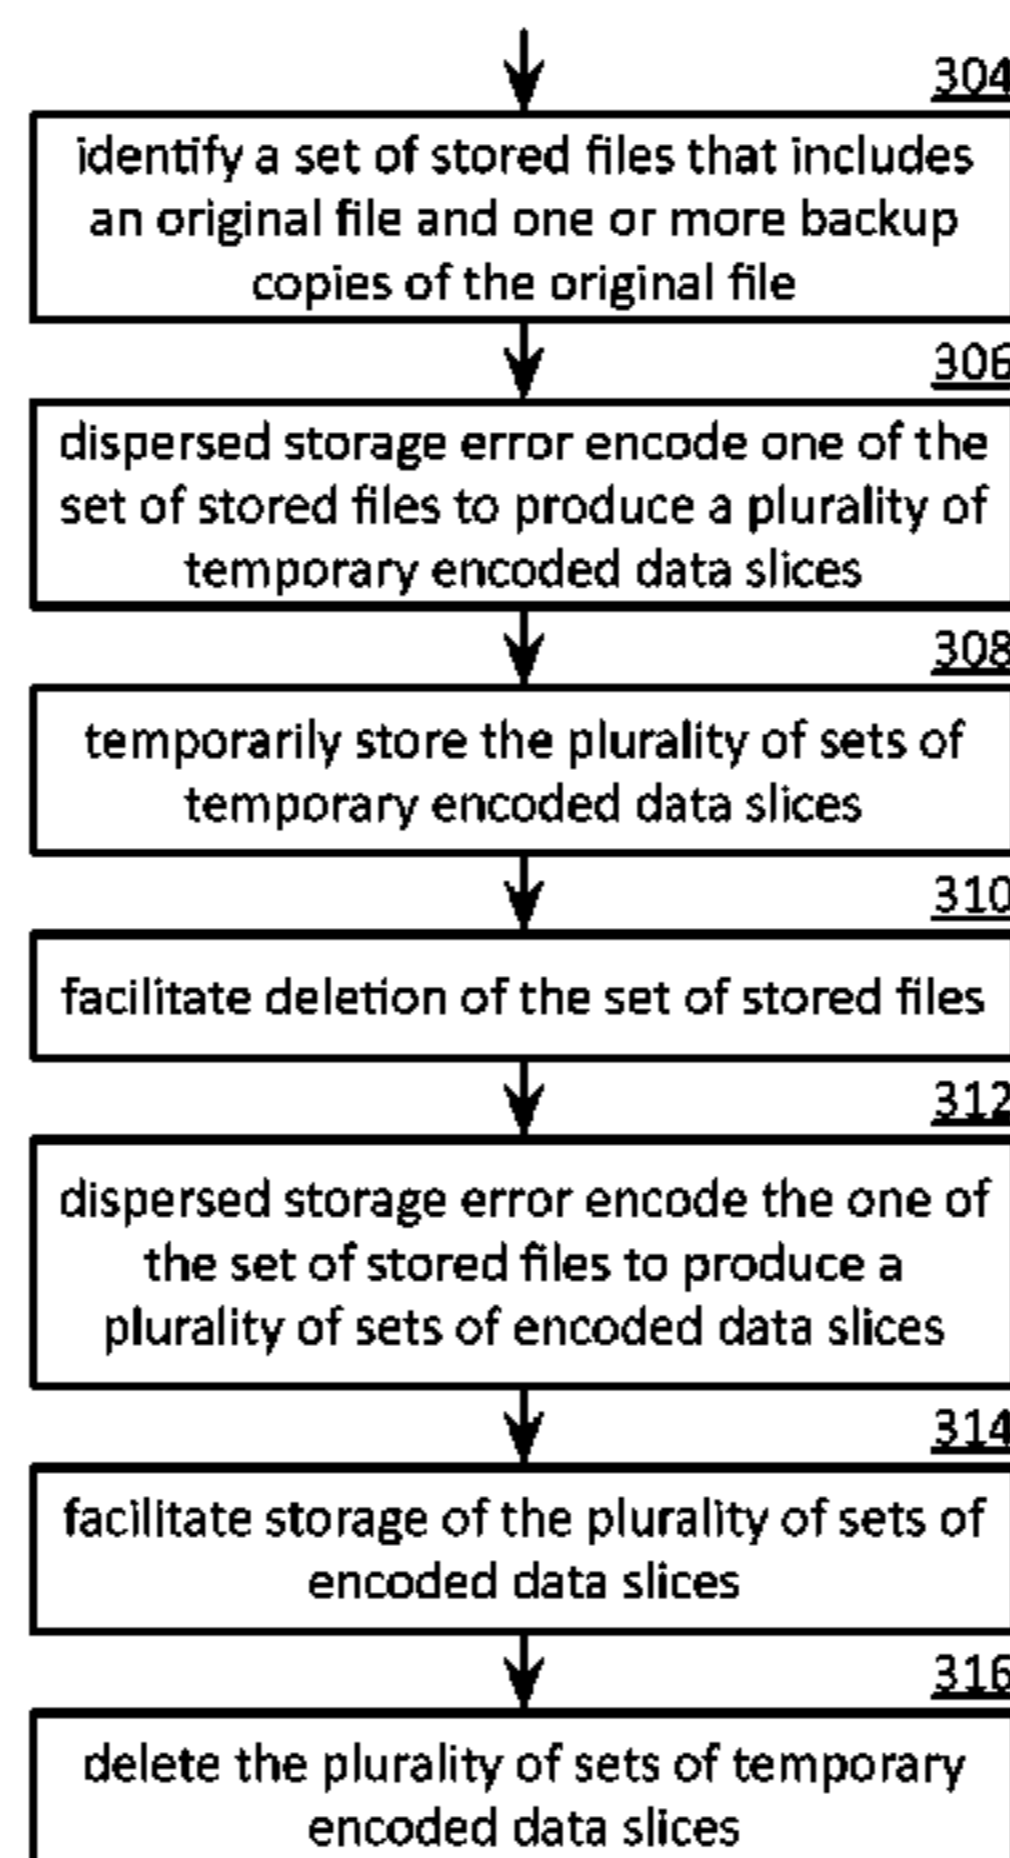 304
identify a set of stored files that includes
an original file and one or more backup
copies of the original file
306
dispersed storage error encode one of the
set of stored files to produce a plurality of
temporary encoded data slices
308
temporarily store the plurality of sets of
temporary encoded data slices
310
facilitate deletion of the set of stored files
312
dispersed storage error encode the one of
the set of stored files to produce a
plurality of sets of encoded data slices
314
facilitate storage of the plurality of sets of
encoded data slices
316
delete the plurality of sets of temporary
encoded data slices